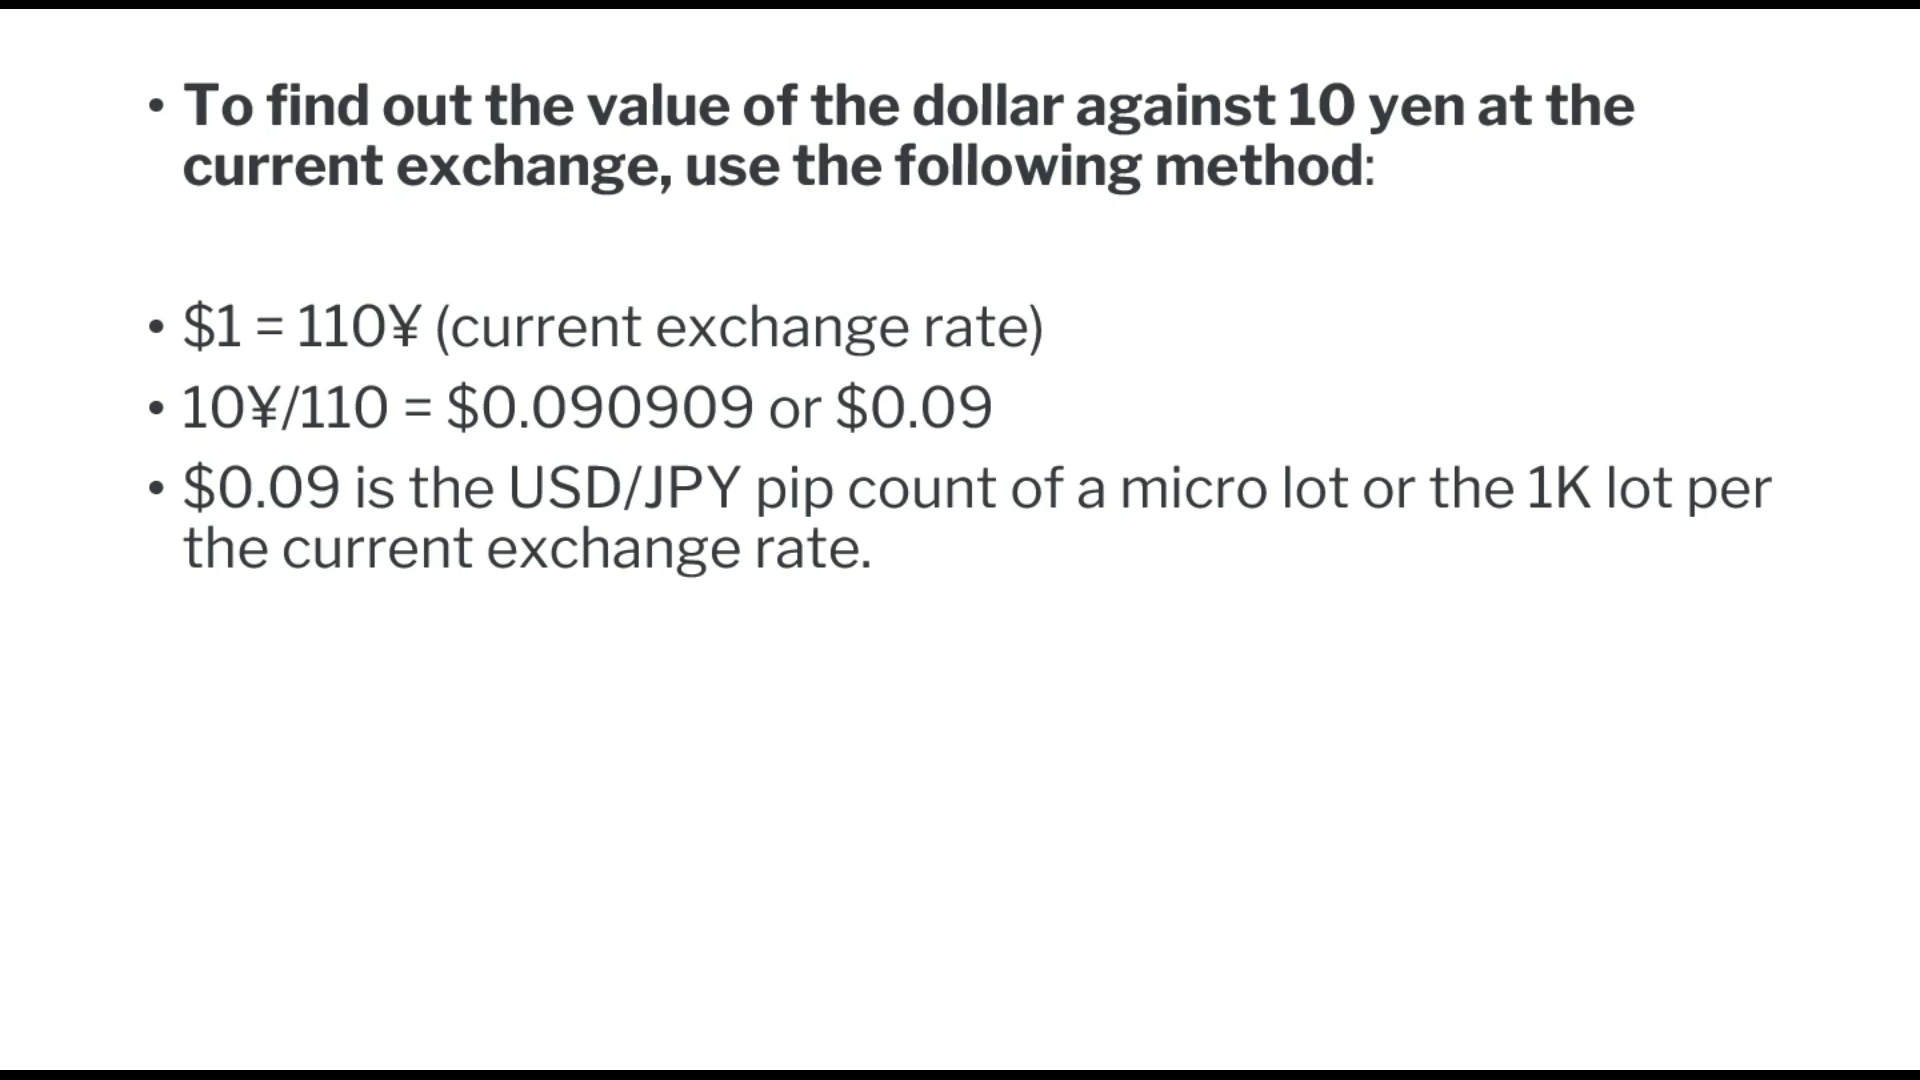 • To find out the value of the dollar against 10 yen at the
current exchange, use the following method:
• $1 = 110¥ (current exchange rate)
• 10¥/110 = $0.090909 or $0.09
• $0.09 is the USD/JPY pip count of a micro lot or the 1K lot per
the current exchange rate.